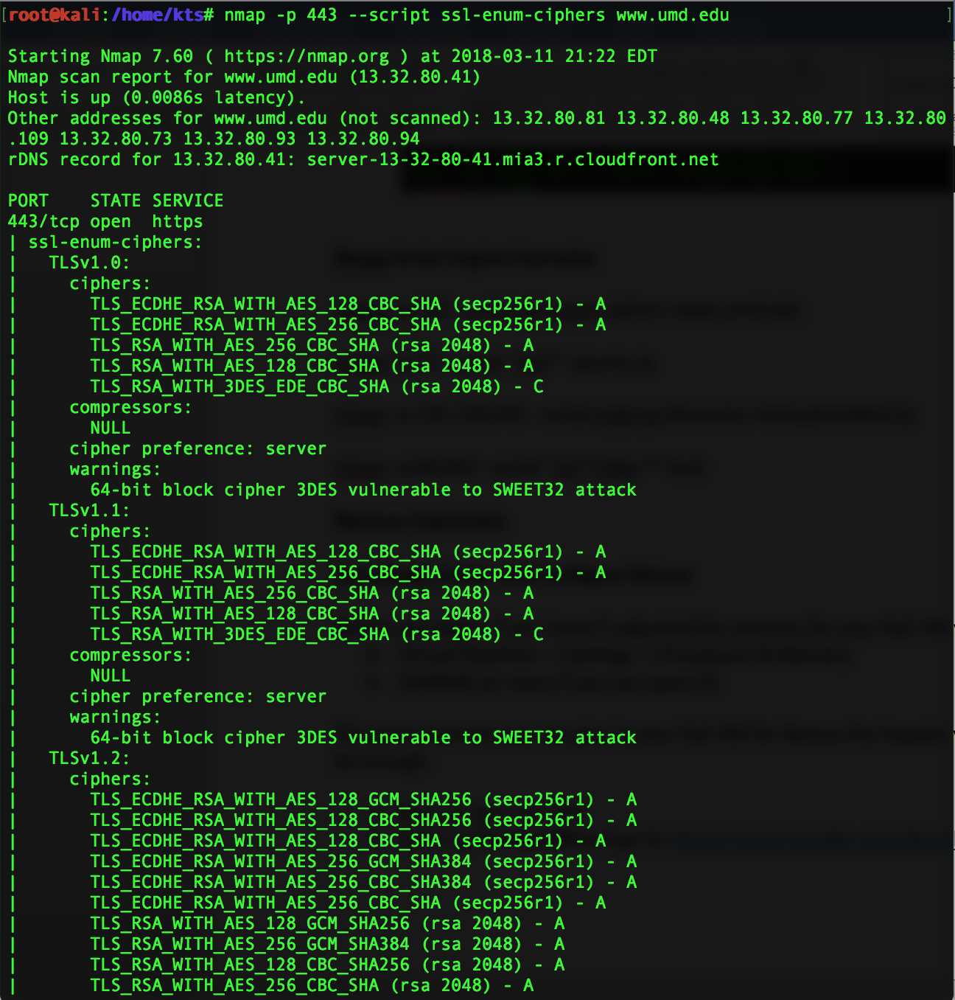 [root@kali:/home/kts# nmap -p 443 --script ssl-enum-ciphers www.umd.edu ]
Starting Nmap 7.60 ( https://nmap.org ) at 2018-03-11 21:22 EDT
Nmap scan report for www.umd.edu (13.32.80.41)
Host is up (0.0086s latency).
Other addresses for www.umd.edu (not scanned): 13.32.80.81 13.32.80.48 13.32.80.77 13.32.80
.109 13.32.80.73 13.32.80.93 13.32.80.94
rDNS record for 13.32.80.41: server-13-32-80-41.mia3.r.cloudfront.net
PORT    STATE SERVICE
443/tcp open  https
| ssl-enum-ciphers:
|   TLSv1.0:
|     ciphers:
|       TLS_ECDHE_RSA_WITH_AES_128_CBC_SHA (secp256r1) - A
|       TLS_ECDHE_RSA_WITH_AES_256_CBC_SHA (secp256r1) - A
|       TLS_RSA_WITH_AES_256_CBC_SHA (rsa 2048) - A
|       TLS_RSA_WITH_AES_128_CBC_SHA (rsa 2048) - A
|       TLS_RSA_WITH_3DES_EDE_CBC_SHA (rsa 2048) - C
|     compressors:
|       NULL
|     cipher preference: server
|     warnings:
|       64-bit block cipher 3DES vulnerable to SWEET32 attack
|   TLSv1.1:
|     ciphers:
|       TLS_ECDHE_RSA_WITH_AES_128_CBC_SHA (secp256r1) - A
|       TLS_ECDHE_RSA_WITH_AES_256_CBC_SHA (secp256r1) - A
|       TLS_RSA_WITH_AES_256_CBC_SHA (rsa 2048) - A
|       TLS_RSA_WITH_AES_128_CBC_SHA (rsa 2048) - A
|       TLS_RSA_WITH_3DES_EDE_CBC_SHA (rsa 2048) - C
|     compressors:
|       NULL
|     cipher preference: server
|     warnings:
|       64-bit block cipher 3DES vulnerable to SWEET32 attack
|   TLSv1.2:
|     ciphers:
|       TLS_ECDHE_RSA_WITH_AES_128_GCM_SHA256 (secp256r1) - A
|       TLS_ECDHE_RSA_WITH_AES_128_CBC_SHA256 (secp256r1) - A
|       TLS_ECDHE_RSA_WITH_AES_128_CBC_SHA (secp256r1) - A
|       TLS_ECDHE_RSA_WITH_AES_256_GCM_SHA384 (secp256r1) - A
|       TLS_ECDHE_RSA_WITH_AES_256_CBC_SHA384 (secp256r1) - A
|       TLS_ECDHE_RSA_WITH_AES_256_CBC_SHA (secp256r1) - A
|       TLS_RSA_WITH_AES_128_GCM_SHA256 (rsa 2048) - A
|       TLS_RSA_WITH_AES_256_GCM_SHA384 (rsa 2048) - A
|       TLS_RSA_WITH_AES_128_CBC_SHA256 (rsa 2048) - A
|       TLS_RSA_WITH_AES_256_CBC_SHA (rsa 2048) - A